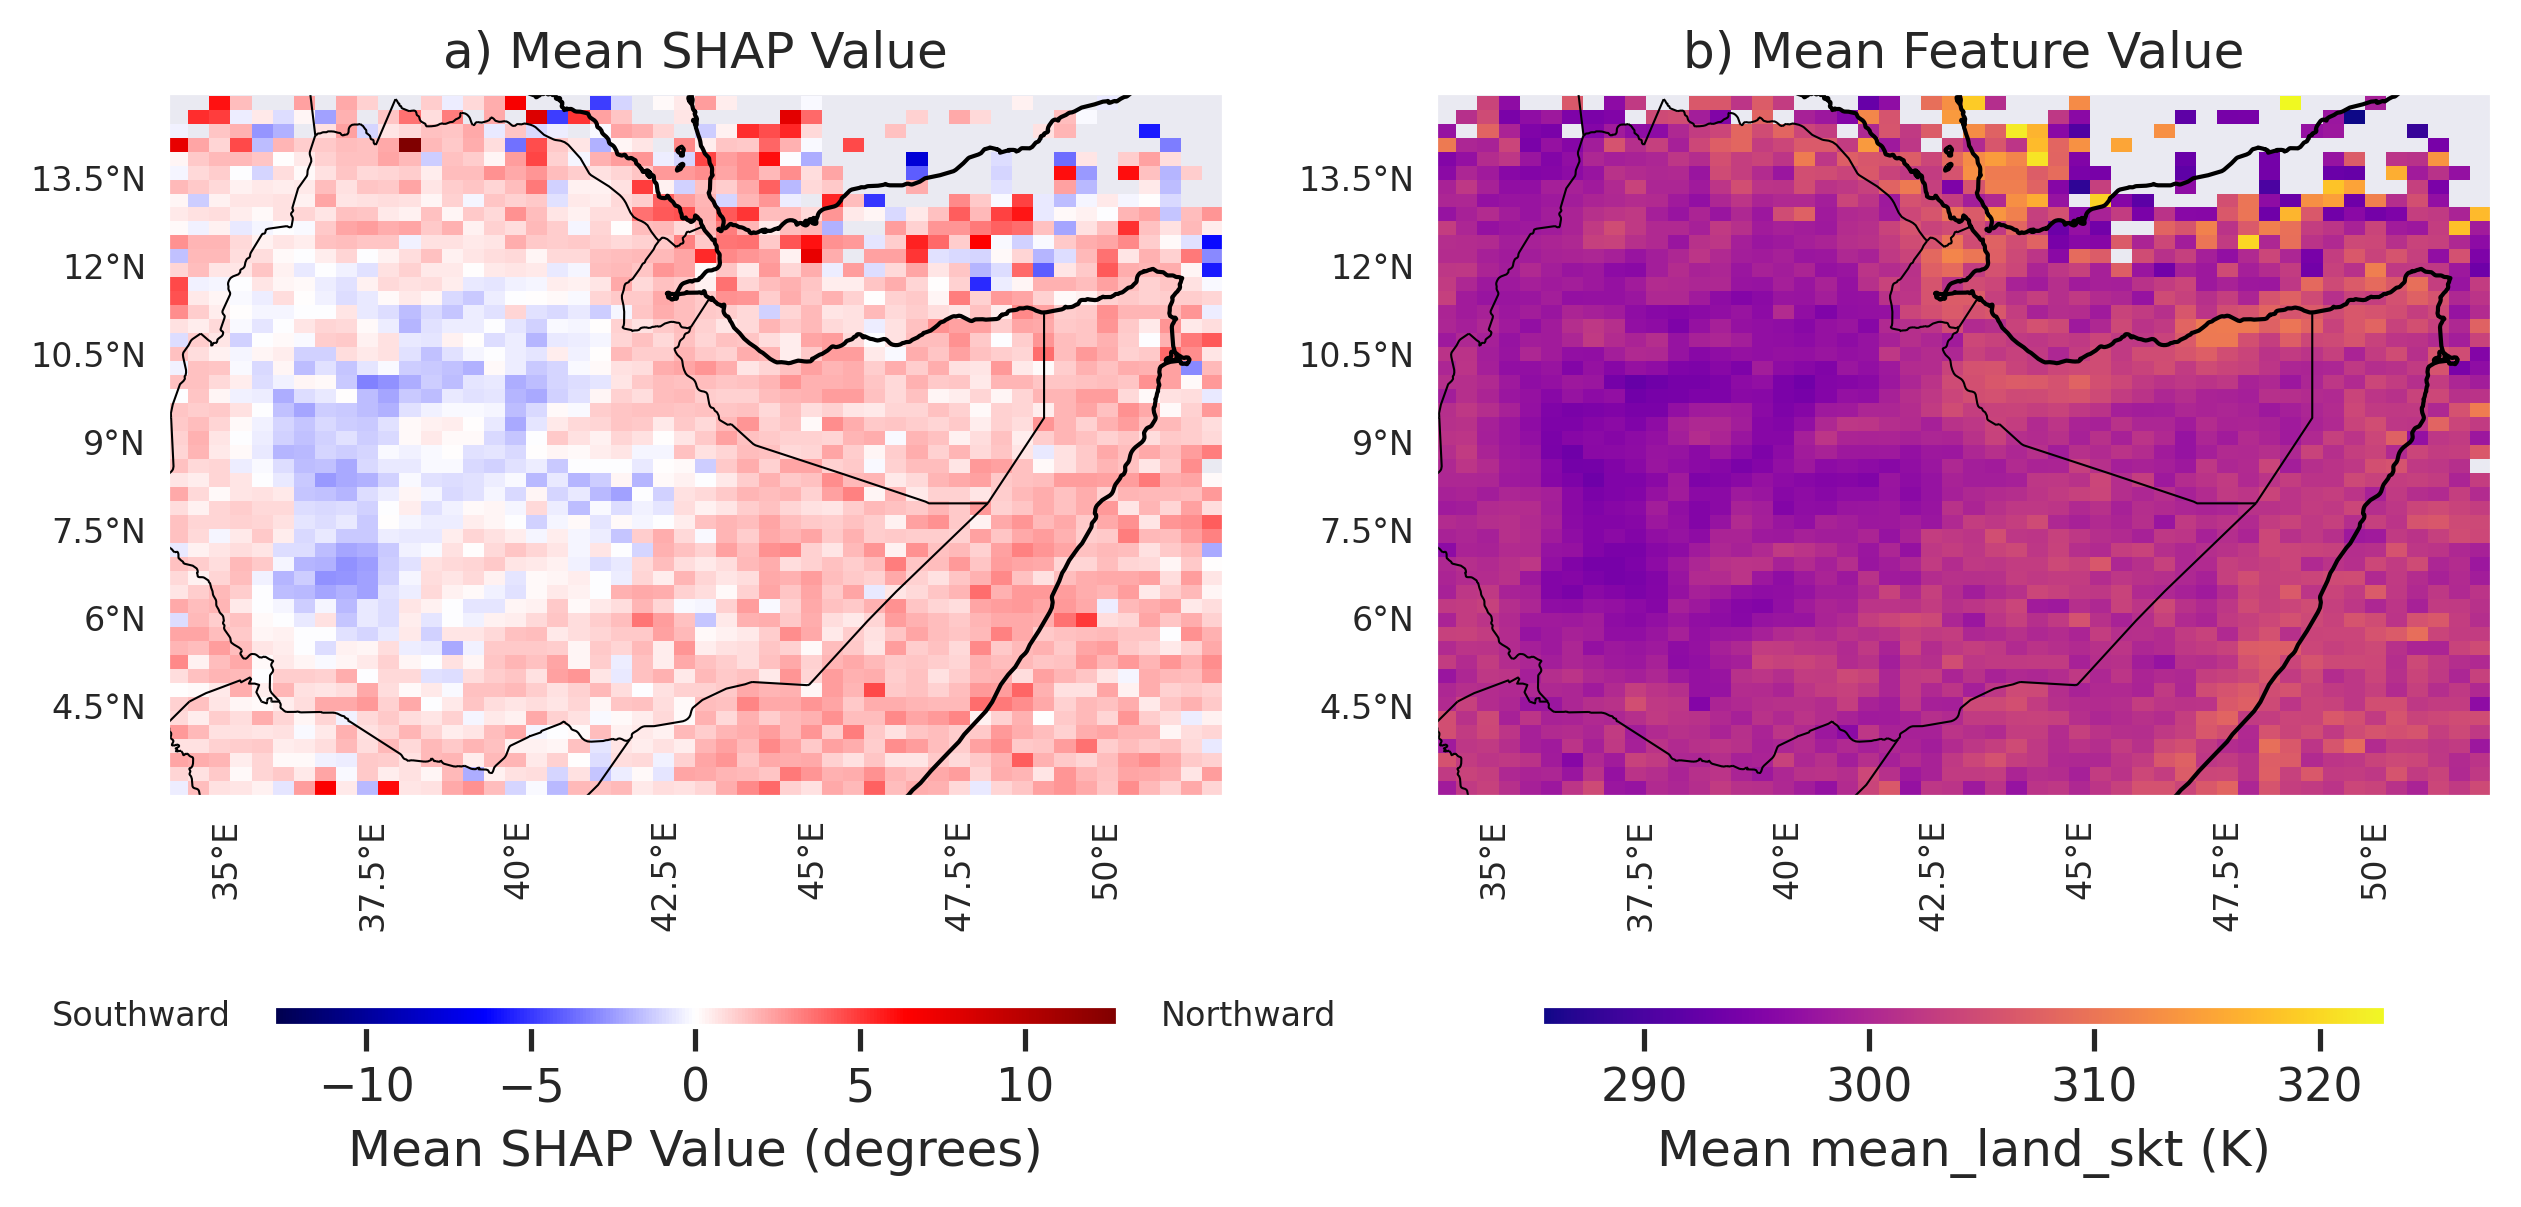 a) Mean SHAP Value
b) Mean Feature Value
13.5°N
12°N
10.5°N
9°N
7.5°N
6°N
4.5°N
13.5°N
12°N
10.5°N
9°N
7.5°N
6°N
4.5°N
35°E
37.5°E
40°E
42.5°E
45°E
47.5°E
50°E
35°E
37.5°E
40°E
42.5°E
45°E
47.5°E
50°E
Southward
Northward
−10
−5
0
5
10
Mean SHAP Value (degrees)
290
300
310
320
Mean mean_land_skt (K)